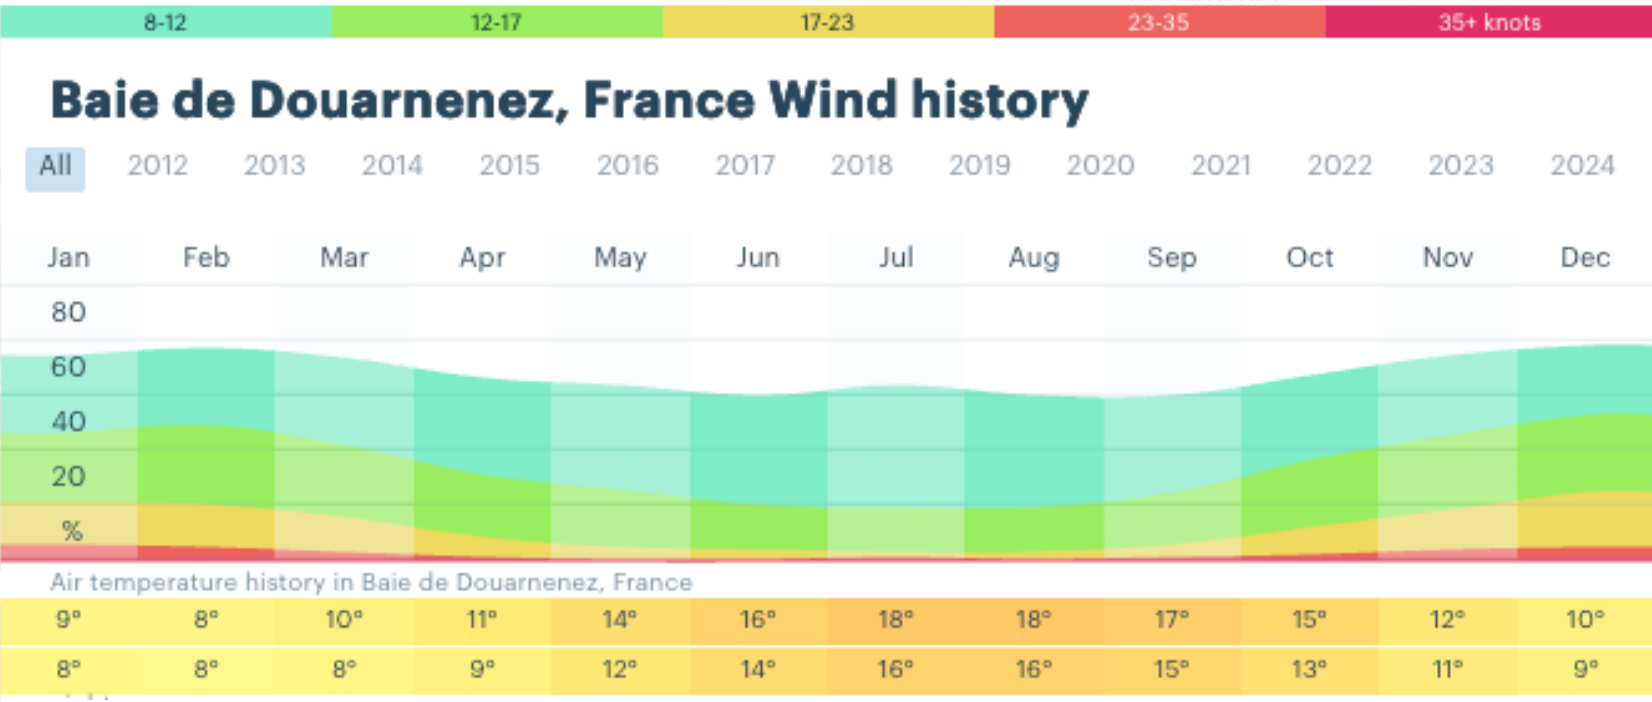 8-12 12-17 17-23 23-35 35+ knots
Baie de Douarnenez, France Wind history
All 2012 2013 2014 2015 2016 2017 2018 2019 2020 2021 2022 2023 2024
Jan Feb Mar Apr May Jun Jul Aug Sep Oct Nov Dec
80
60
40
20
%
Air temperature history in Baie de Douarnenez, France
9° 8° 10° 11° 14° 16° 18° 18° 17° 15° 12° 10°
8° 8° 8° 9° 12° 14° 16° 16° 15° 13° 11° 9°